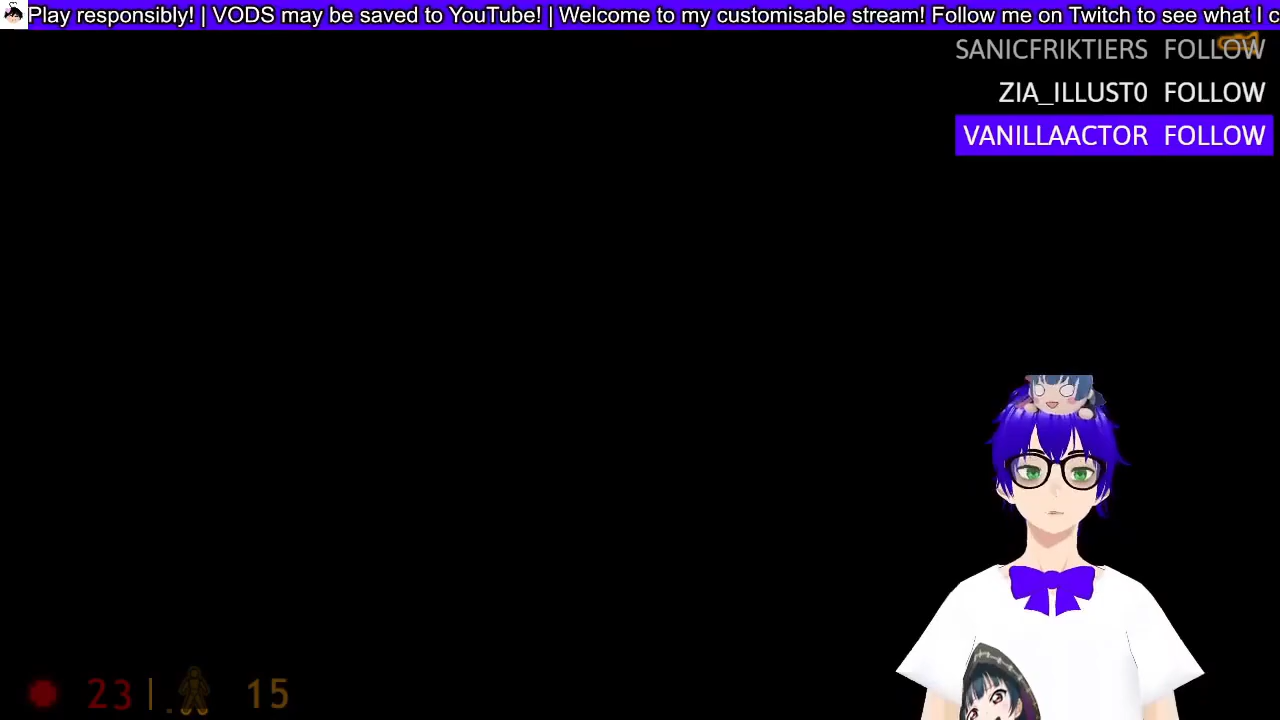 Play responsibly! | VODS may be saved to YouTube! | Welcome to my customisable stream! Follow me on Twitch to see what I c
SANICFRIKTIERS FOLLOW
ZIA_ILLUST0 FOLLOW
VANILLAACTOR FOLLOW
23 | 15